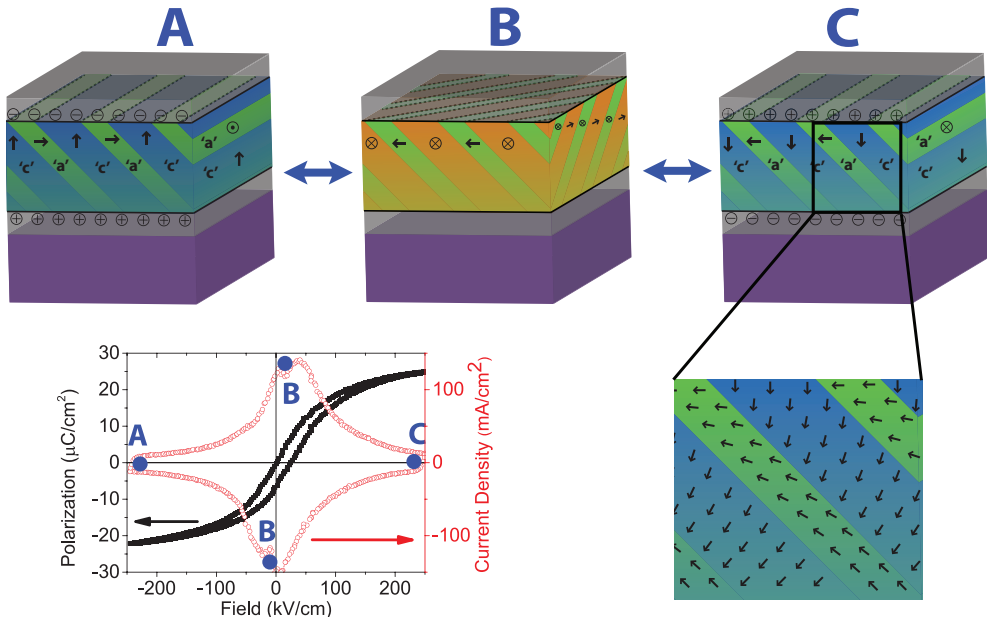 A
B
C
'a'
'a'
'c'
'c'
'c'
'c'
'a'
'a'
'c'
'c'
'a'
'c'
30
20
10
0
-10
-20
-30
Polarization (μC/cm²)
100
0
-100
Current Density (mA/cm²)
A
B
C
B
-200
-100
0
100
200
Field (kV/cm)